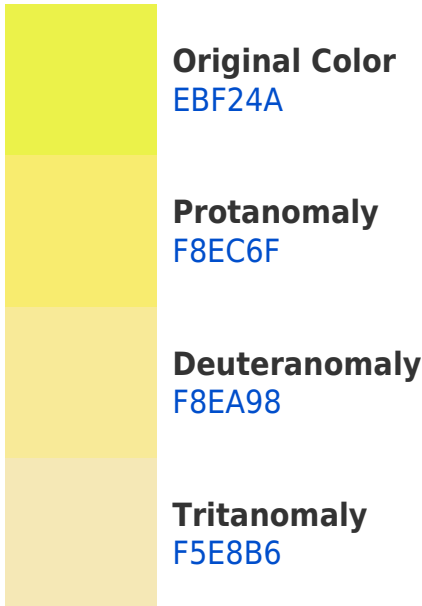 Original Color
EBF24A
Protanomaly
F8EC6F
Deuteranomaly
F8EA98
Tritanomaly
F5E8B6